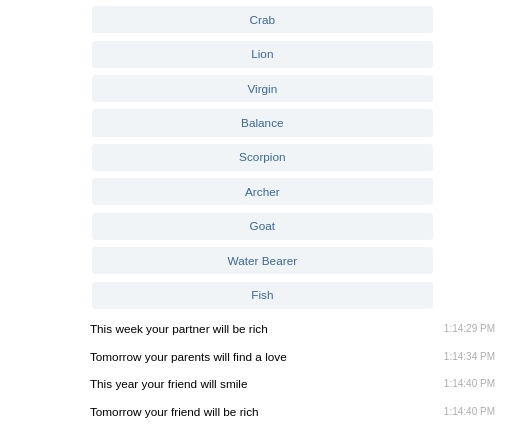 Crab
Lion
Virgin
Balance
Scorpion
Archer
Goat
Water Bearer
Fish
This week your partner will be rich 1:14:29 PM
Tomorrow your parents will find a love 1:14:34 PM
This year your friend will smile 1:14:40 PM
Tomorrow your friend will be rich 1:14:40 PM